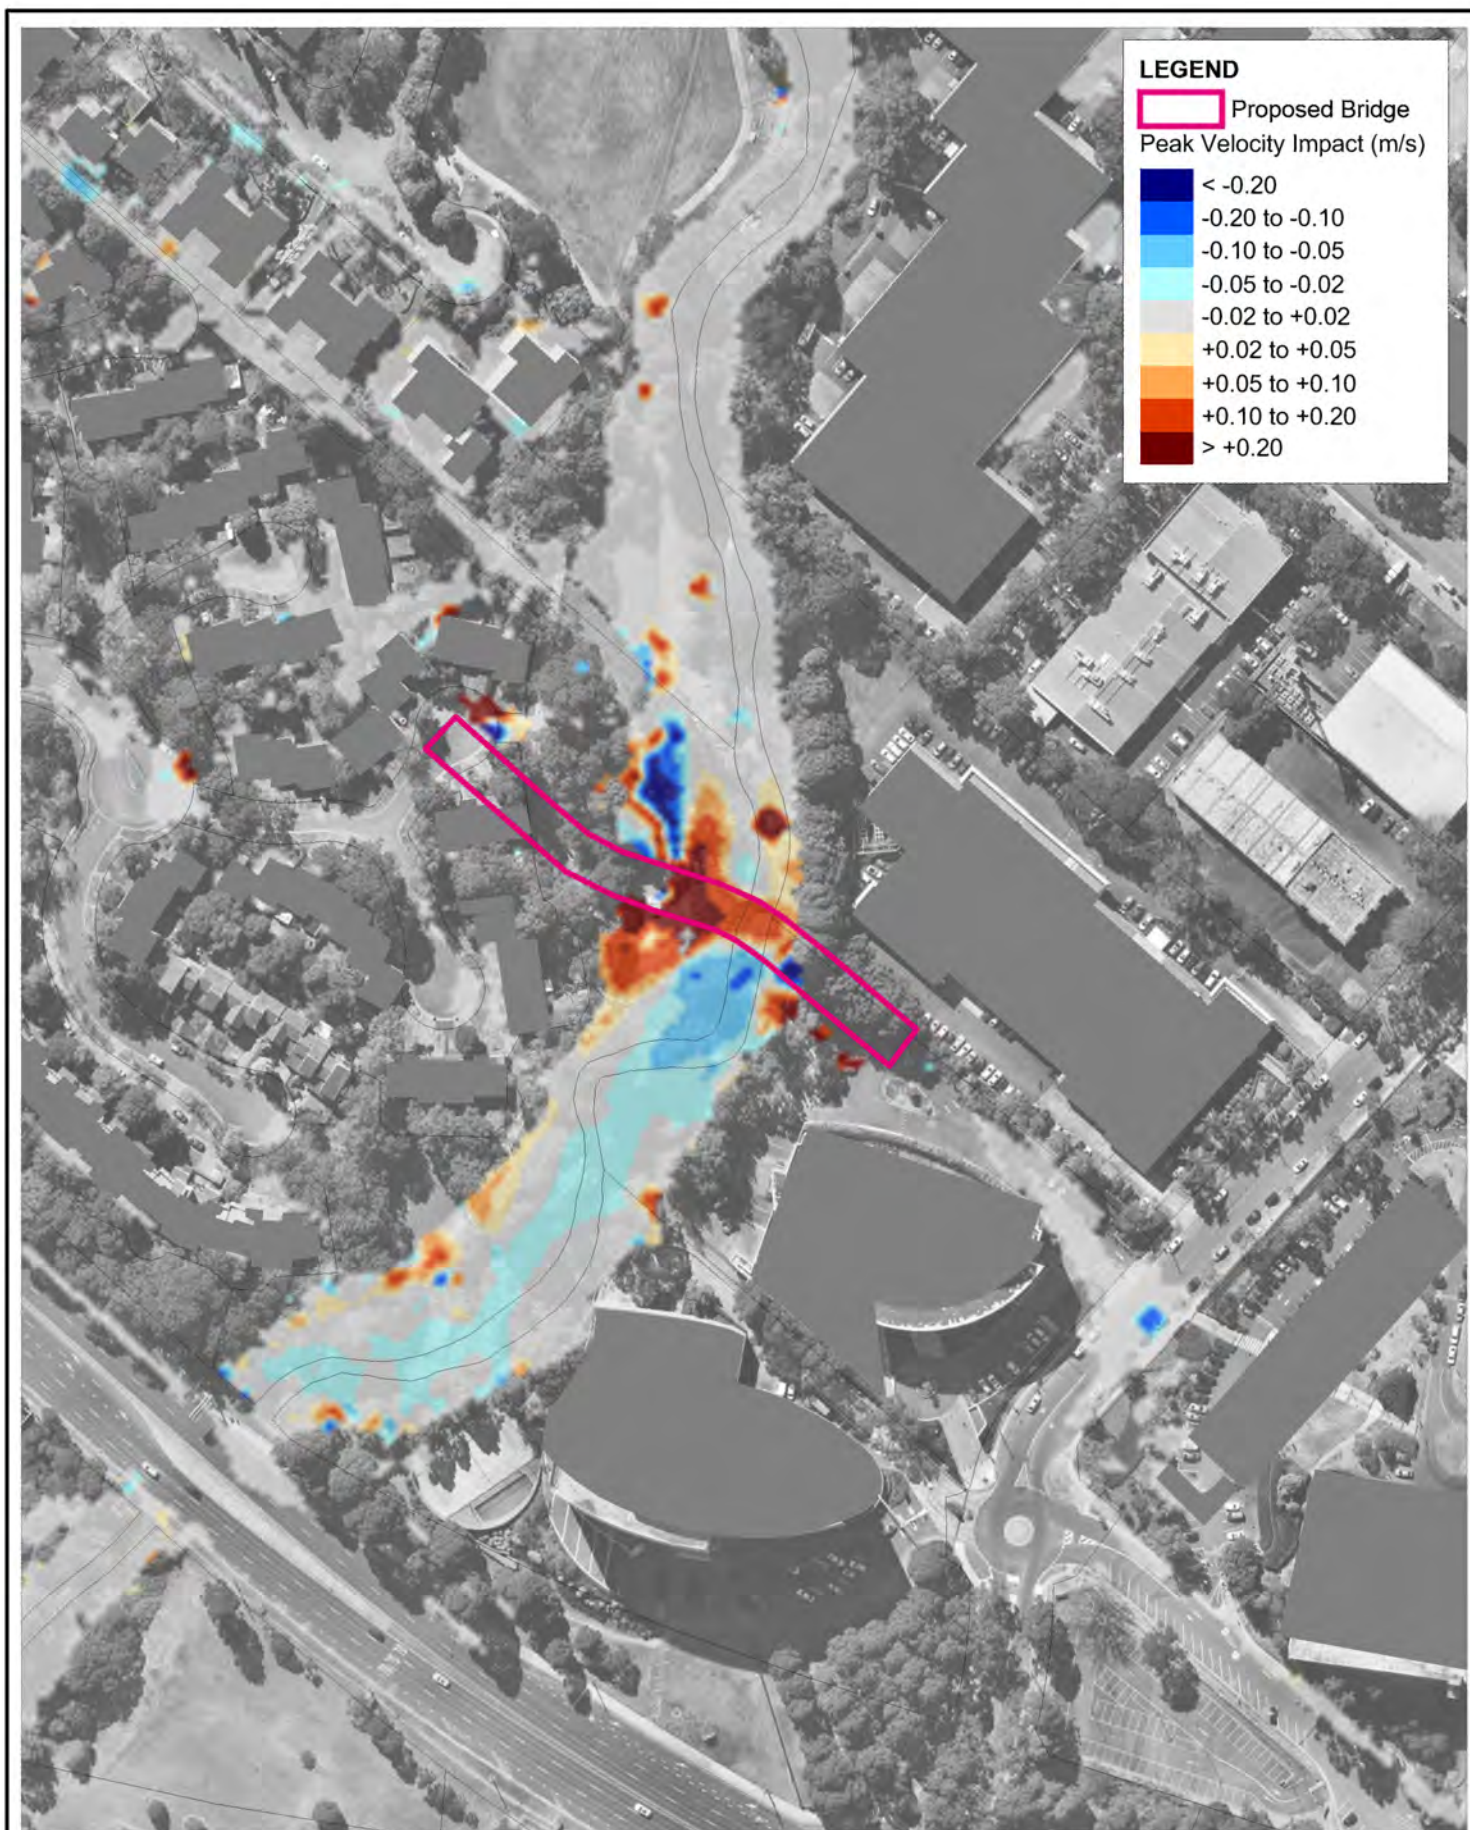 LEGEND
Proposed Bridge
Peak Velocity Impact (m/s)
< -0.20
-0.20 to -0.10
-0.10 to -0.05
-0.05 to -0.02
-0.02 to +0.02
+0.02 to +0.05
+0.05 to +0.10
+0.10 to +0.20
> +0.20